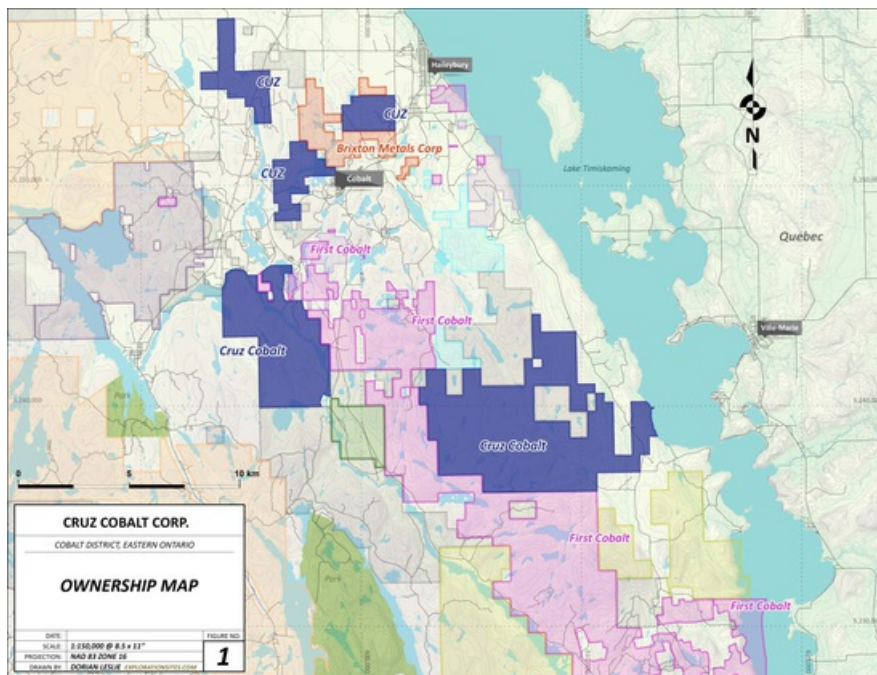 Haileybury
CUZ
CUZ
Brixton Metals Corp
CUZ
Cobalt
Lake Timiskaming
N
Quebec
First Cobalt
First Cobalt
Ville Marie
Cruz Cobalt
Park
Cruz Cobalt
0 5 10 km
First Cobalt
Park
First Cobalt
CRUZ COBALT CORP.
COBALT DISTRICT, EASTERN ONTARIO
OWNERSHIP MAP
DATE:
FIGURE NO.
SCALE: 1:150,000 @ 8.5 x 11"
PROJECTION: NAD 83 ZONE 16
DRAWN BY: DORIAN LESLIE EXPLORATIONSITES.COM
1